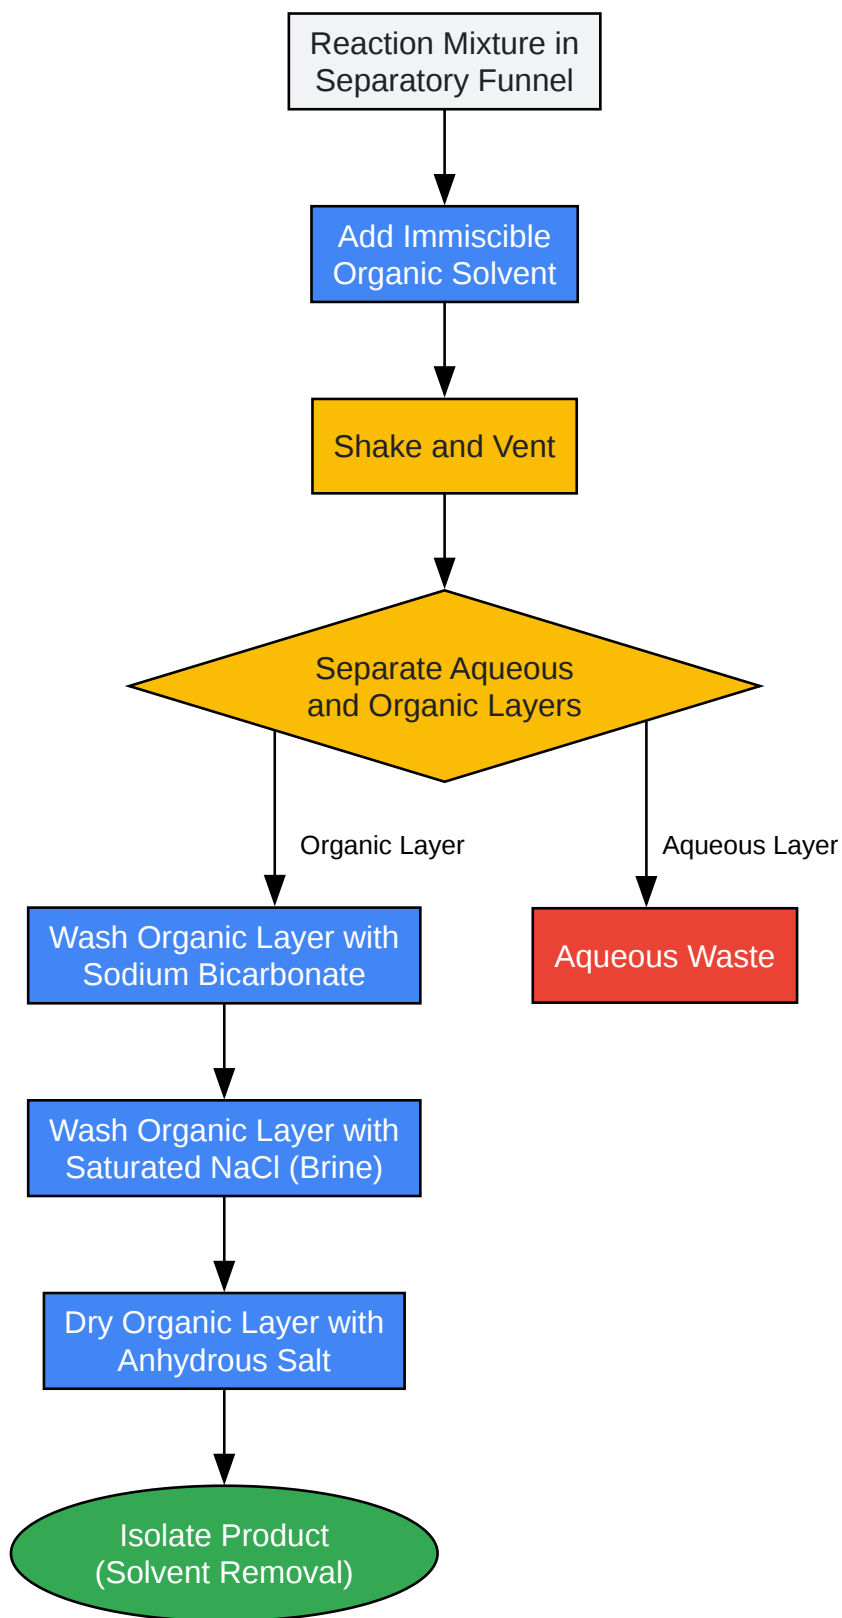 Reaction Mixture in
Separatory Funnel
Add Immiscible
Organic Solvent
Shake and Vent
Separate Aqueous
and Organic Layers
Organic Layer
Aqueous Layer
Wash Organic Layer with
Sodium Bicarbonate
Aqueous Waste
Wash Organic Layer with
Saturated NaCl (Brine)
Dry Organic Layer with
Anhydrous Salt
Isolate Product
(Solvent Removal)